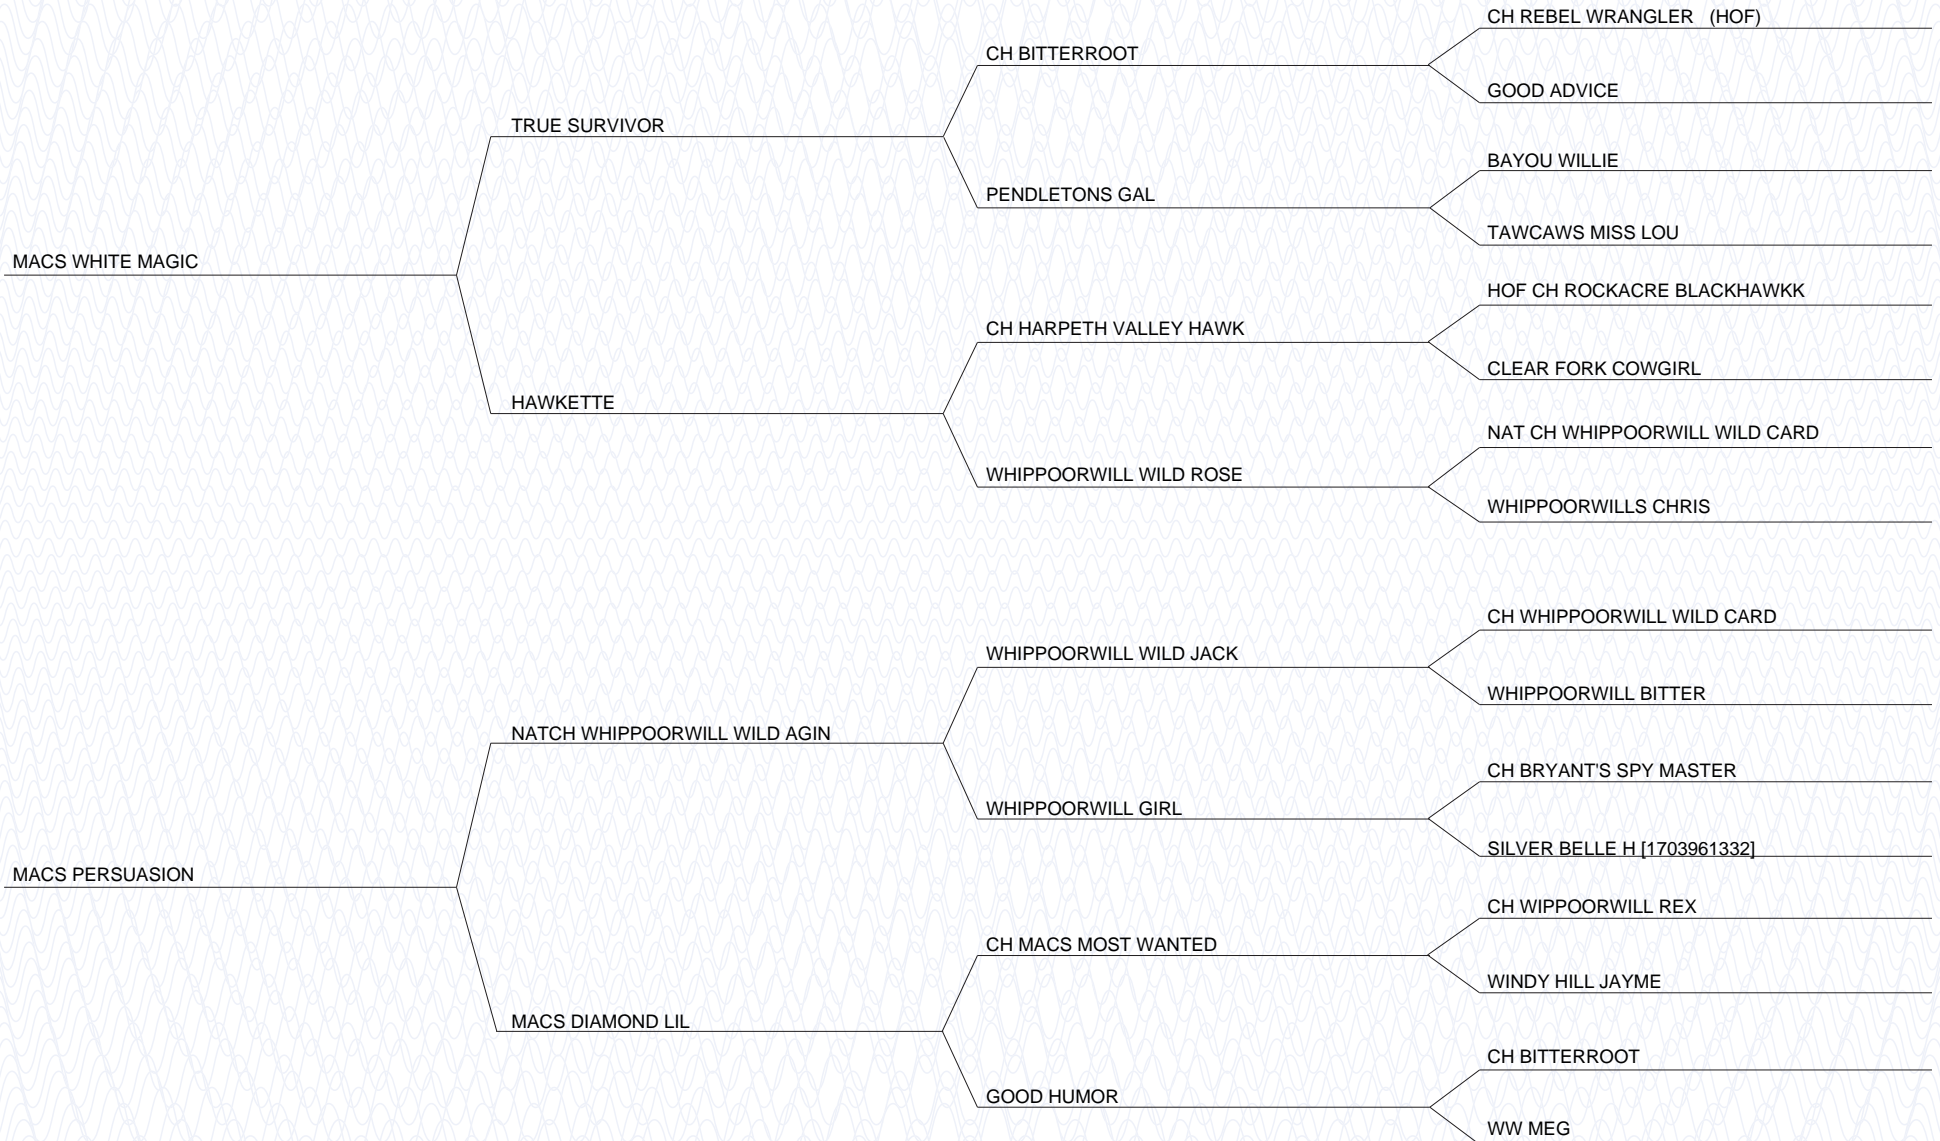 CH REBEL WRANGLER (HOF)
CH BITTERROOT
GOOD ADVICE
TRUE SURVIVOR
BAYOU WILLIE
PENDLETONS GAL
TAWCAWS MISS LOU
MACS WHITE MAGIC
HOF CH ROCKACRE BLACKHAWKK
CH HARPETH VALLEY HAWK
CLEAR FORK COWGIRL
HAWKETTE
NAT CH WHIPPOORWILL WILD CARD
WHIPPOORWILL WILD ROSE
WHIPPOORWILLS CHRIS
CH WHIPPOORWILL WILD CARD
WHIPPOORWILL WILD JACK
WHIPPOORWILL BITTER
NATCH WHIPPOORWILL WILD AGIN
CH BRYANT'S SPY MASTER
WHIPPOORWILL GIRL
SILVER BELLE H [1703961332]
MACS PERSUASION
CH WIPPOORWILL REX
CH MACS MOST WANTED
WINDY HILL JAYME
MACS DIAMOND LIL
CH BITTERROOT
GOOD HUMOR
WW MEG